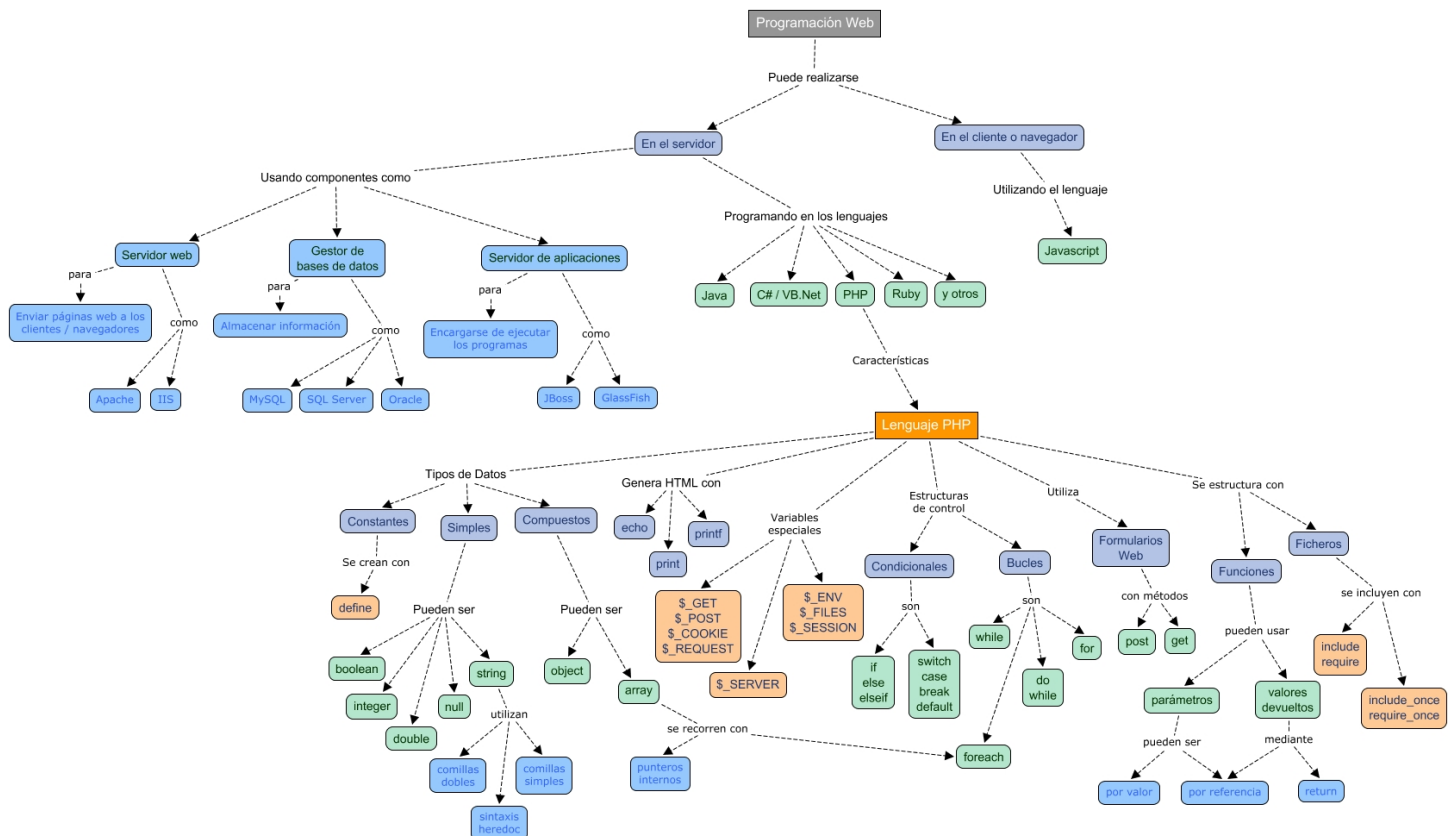 Programación Web
Puede realizarse
En el servidor
En el cliente o navegador
Usando componentes como
Utilizando el lenguaje
Programando en los lenguajes
Servidor web
Gestor de
bases de datos
Servidor de aplicaciones
Javascript
para
para
para
Java
C# / VB.Net
PHP
Ruby
y otros
Enviar páginas web a los
clientes / navegadores
como
Almacenar información
como
Encargarse de ejecutar
los programas
como
Características
Apache
IIS
MySQL
SQL Server
Oracle
JBoss
GlassFish
Lenguaje PHP
Tipos de Datos
Genera HTML con
Variables
especiales
Estructuras
de control
Utiliza
Se estructura con
Constantes
Simples
Compuestos
echo
print
printf
Formularios
Web
Funciones
Ficheros
Condicionales
Bucles
Se crean con
define
Pueden ser
Pueden ser
$_GET
$_POST
$_COOKIE
$_REQUEST
$_ENV
$_FILES
$_SESSION
$_SERVER
son
son
con métodos
se incluyen con
boolean
integer
double
null
string
object
array
if
else
elseif
switch
case
break
default
while
do
while
for
post
get
pueden usar
include
require
include_once
require_once
utilizan
se recorren con
foreach
parámetros
valores
devueltos
comillas
dobles
sintaxis
heredoc
comillas
simples
punteros
internos
pueden ser
mediante
por valor
por referencia
return